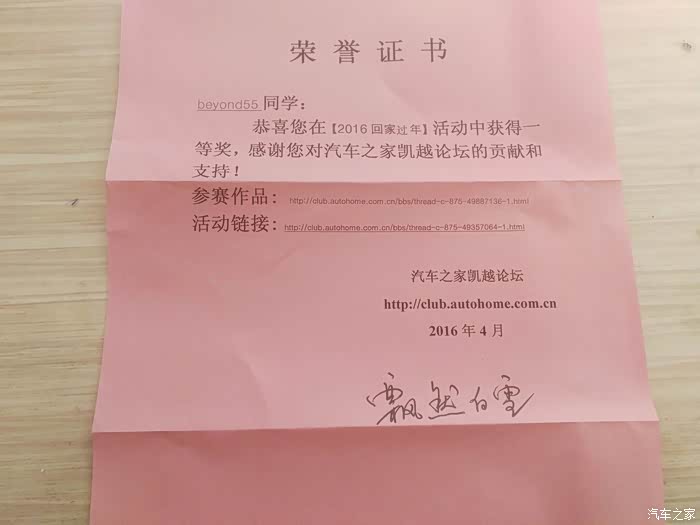 荣誉证书
beyond55同学：
恭喜您在【2016回家过年】活动中获得一
等奖，感谢您对汽车之家凯越论坛的贡献和
支持！
参赛作品：http://club.autohome.com.cn/bbs/thread-c-875-49887136-1.html
活动链接：http://club.autohome.com.cn/bbs/thread-c-875-49357064-1.html
汽车之家凯越论坛
http://club.autohome.com.cn
2016年4月
飘然白雪
汽车之家